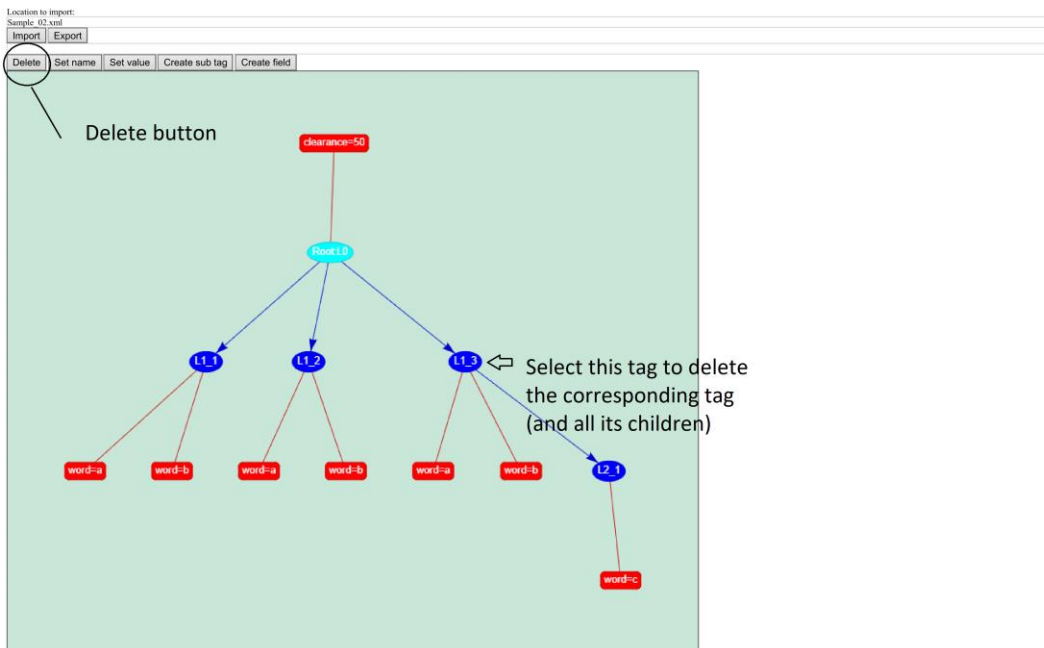 Location to import:
Sample_02.xml
Import Export
Delete Set name Set value Create sub tag Create field
Delete button
clearance=50
Root:L0
L1_1 L1_2 L1_3
Select this tag to delete
the corresponding tag
(and all its children)
word=a word=b word=a word=b word=a word=b L2_1
word=c